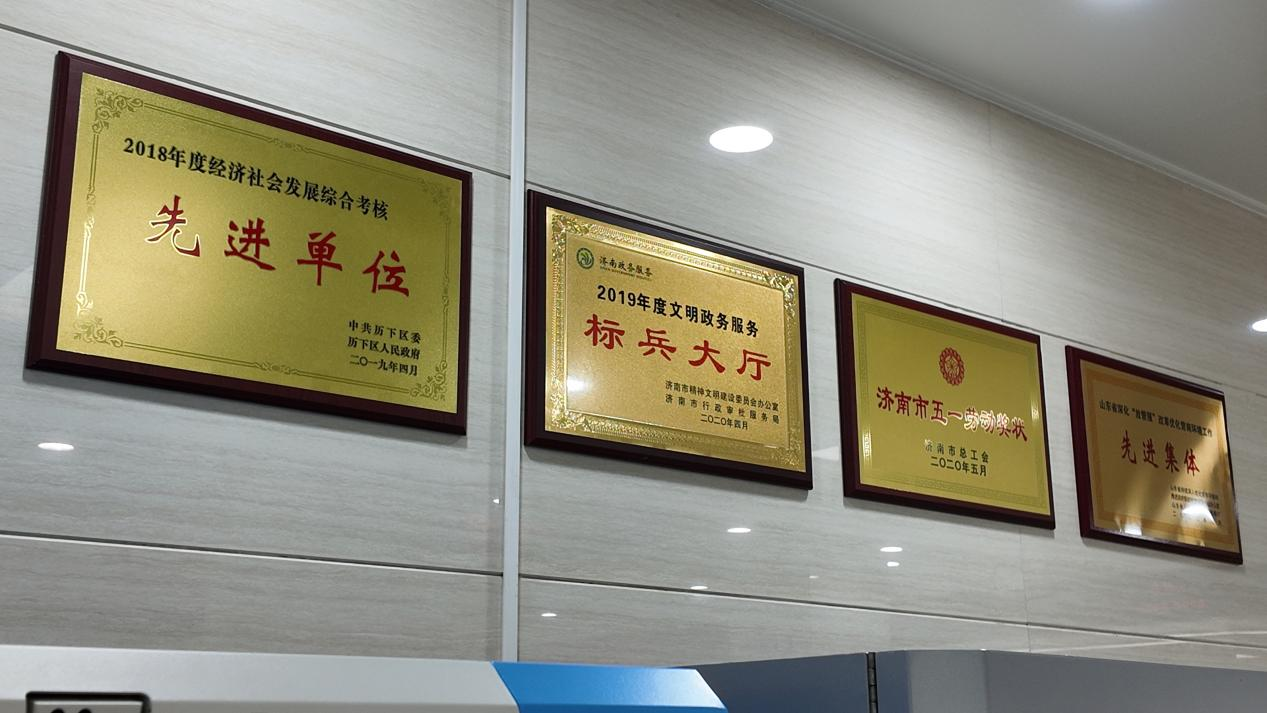 2018年度经济社会发展综合考核
先进单位
中共历下区委
历下区人民政府
二〇一九年四月
济南政务服务
2019年度文明政务服务
标兵大厅
济南市精神文明建设委员会办公室
济南市行政审批服务局
二〇二〇年四月
济南市五一劳动奖状
济南市总工会
二〇二〇年五月
山东省深化“放管服”改革优化营商环境工作
先进集体